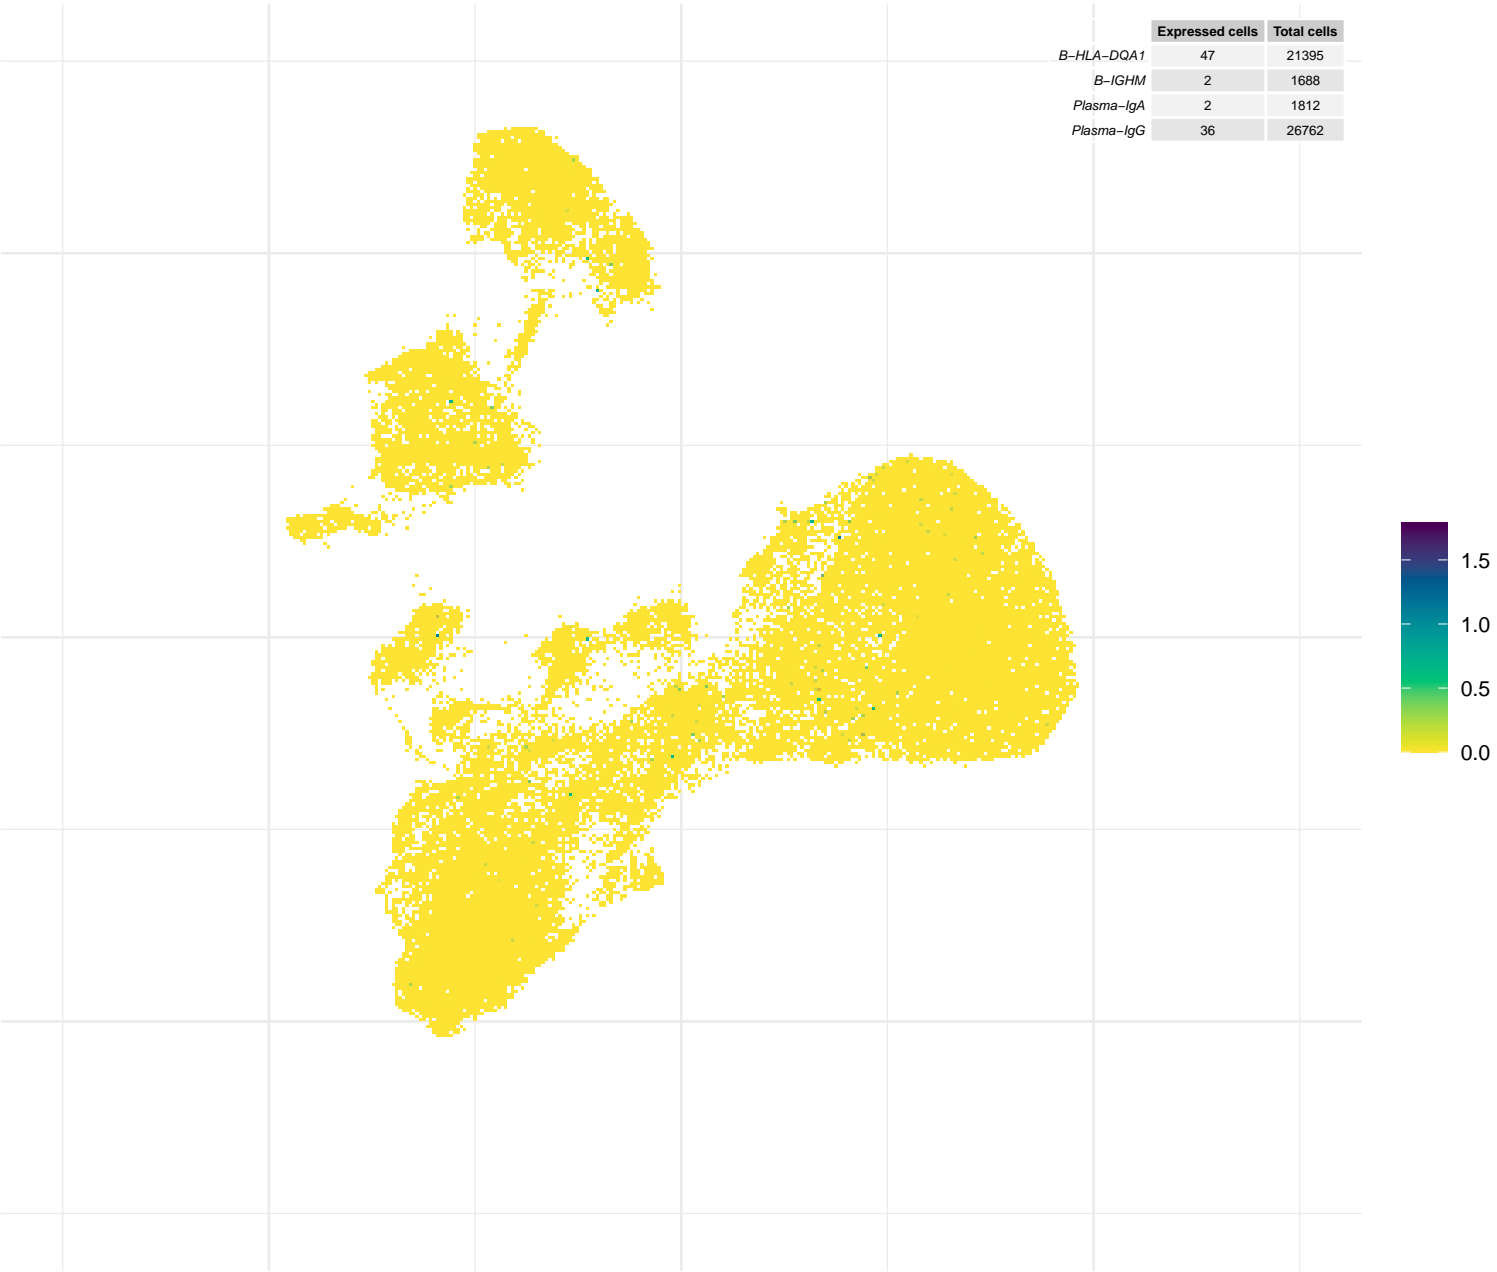 Expressed cells Total cells
B−HLA−DQA1 47 21395
B−IGHM 2 1688
Plasma−IgA 2 1812
Plasma−IgG 36 26762
1.5
1.0
0.5
0.0